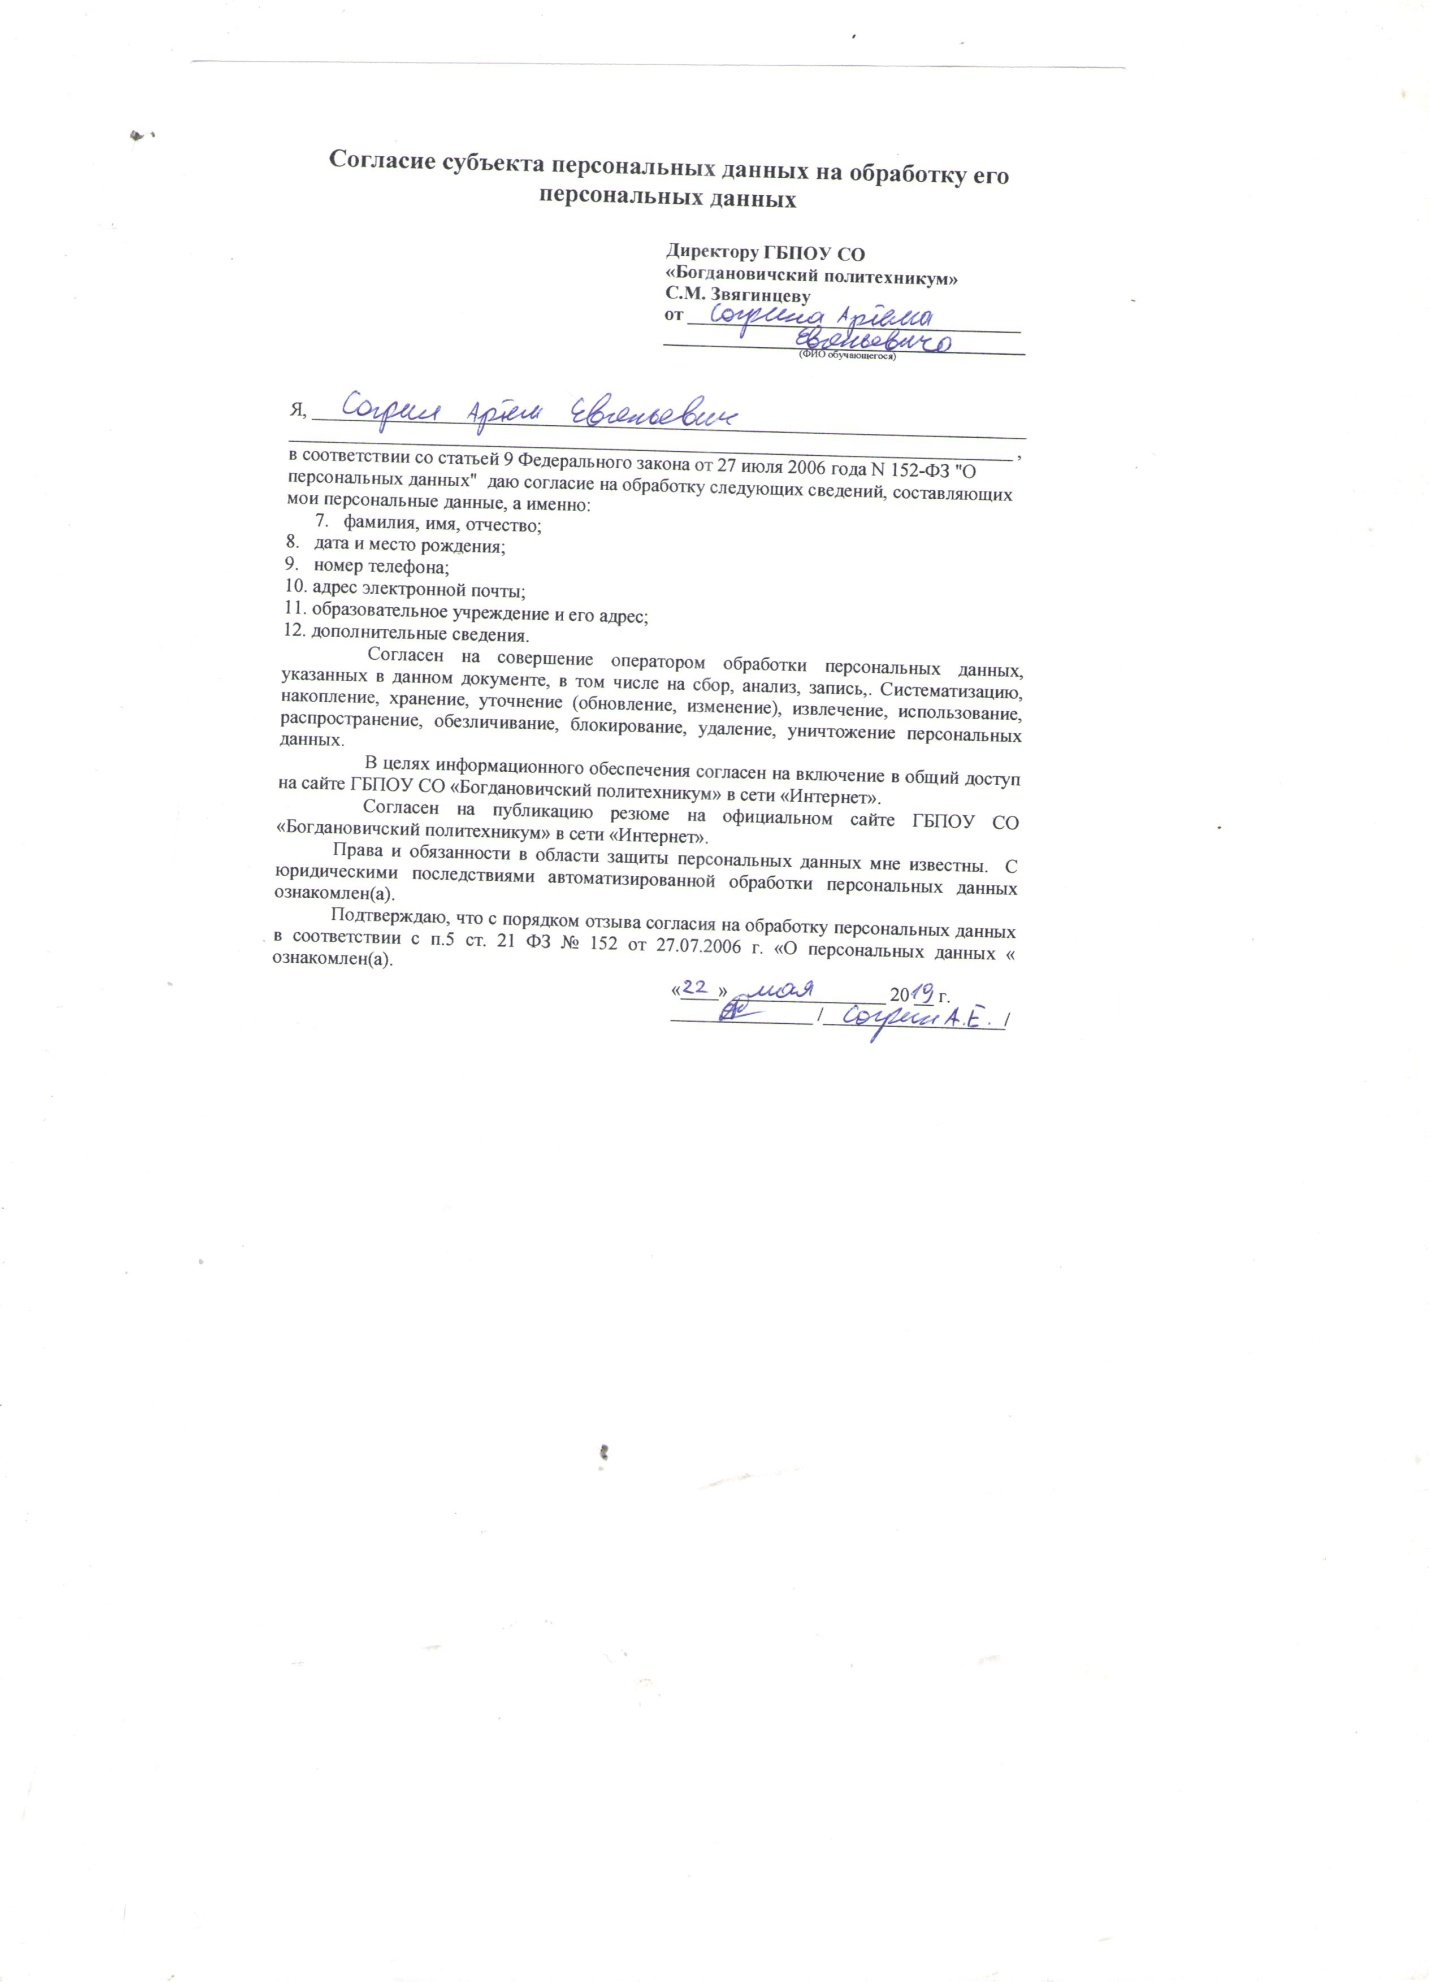 Согласие субъекта персональных данных на обработку его
персональных данных
Директору ГБПОУ СО
«Богдановичский политехникум»
С.М. Звягинцеву
от Согрина Артёма
Евгеньевича
(ФИО обучающегося)
Я, Согрин Артем Евгеньевич
,
в соответствии со статьей 9 Федерального закона от 27 июля 2006 года N 152-ФЗ "О
персональных данных" даю согласие на обработку следующих сведений, составляющих
мои персональные данные, а именно:
7. фамилия, имя, отчество;
8. дата и место рождения;
9. номер телефона;
10. адрес электронной почты;
11. образовательное учреждение и его адрес;
12. дополнительные сведения.
Согласен на совершение оператором обработки персональных данных,
указанных в данном документе, в том числе на сбор, анализ, запись,. Систематизацию,
накопление, хранение, уточнение (обновление, изменение), извлечение, использование,
распространение, обезличивание, блокирование, удаление, уничтожение персональных
данных.
В целях информационного обеспечения согласен на включение в общий доступ
на сайте ГБПОУ СО «Богдановичский политехникум» в сети «Интернет».
Согласен на публикацию резюме на официальном сайте ГБПОУ СО
«Богдановичский политехникум» в сети «Интернет».
Права и обязанности в области защиты персональных данных мне известны. С
юридическими последствиями автоматизированной обработки персональных данных
ознакомлен(а).
Подтверждаю, что с порядком отзыва согласия на обработку персональных данных
в соответствии с п.5 ст. 21 ФЗ № 152 от 27.07.2006 г. «О персональных данных «
ознакомлен(а).
«22» мая 2019 г.
/ Согрин А.Е. /